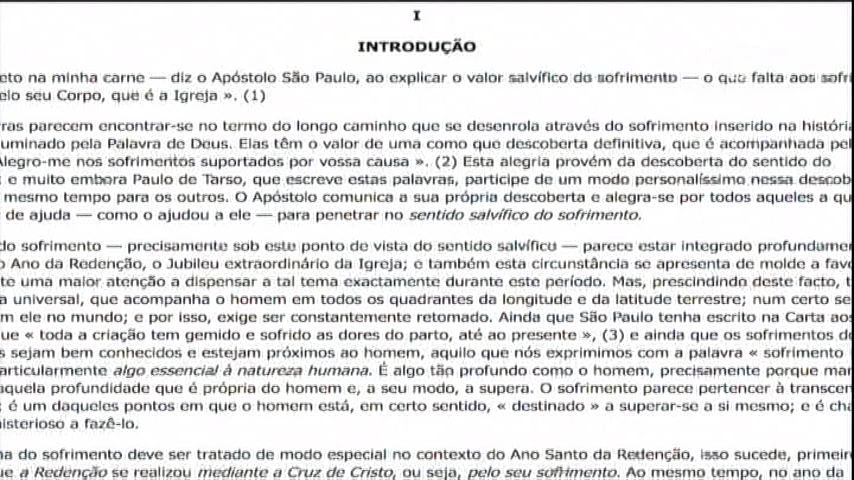 I
INTRODUÇÃO
eto na minha carne — diz o Apóstolo São Paulo, ao explicar o valor salvífico do sofrimento — o que falta aos sofri
elo seu Corpo, que é a Igreja ». (1)
ras parecem encontrar-se no termo do longo caminho que se desenrola através do sofrimento inserido na históri
uminado pela Palavra de Deus. Elas têm o valor de uma como que descoberta definitiva, que é acompanhada pel
Alegro-me nos sofrimentos suportados por vossa causa ». (2) Esta alegria provém da descoberta do sentido do
; e muito embora Paulo de Tarso, que escreve estas palavras, participe de um modo personalíssimo nessa descob
mesmo tempo para os outros. O Apóstolo comunica a sua própria descoberta e alegra-se por todos aqueles a qu
de ajuda — como o ajudou a ele — para penetrar no sentido salvífico do sofrimento.
do sofrimento — precisamente sob este ponto de vista do sentido salvífico — parece estar integrado profundamen
o Ano da Redenção, o Jubileu extraordinário da Igreja; e também esta circunstância se apresenta de molde a favo
te uma maior atenção a dispensar a tal tema exactamente durante este período. Mas, prescindindo deste facto, t
a universal, que acompanha o homem em todos os quadrantes da longitude e da latitude terrestre; num certo se
m ele no mundo; e por isso, exige ser constantemente retomado. Ainda que São Paulo tenha escrito na Carta aos
ue « toda a criação tem gemido e sofrido as dores do parto, até ao presente », (3) e ainda que os sofrimentos do
s sejam bem conhecidos e estejam próximos ao homem, aquilo que nós exprimimos com a palavra « sofrimento
articularmente algo essencial à natureza humana. É algo tão profundo como o homem, precisamente porque man
aquela profundidade que é própria do homem e, a seu modo, a supera. O sofrimento parece pertencer à transcen
; é um daqueles pontos em que o homem está, em certo sentido, « destinado » a superar-se a si mesmo; e é cha
isterioso a fazê-lo.
na do sofrimento deve ser tratado de modo especial no contexto do Ano Santo da Redenção, isso sucede, primeir
ue a Redenção se realizou mediante a Cruz de Cristo, ou seja, pelo seu sofrimento. Ao mesmo tempo, no ano da